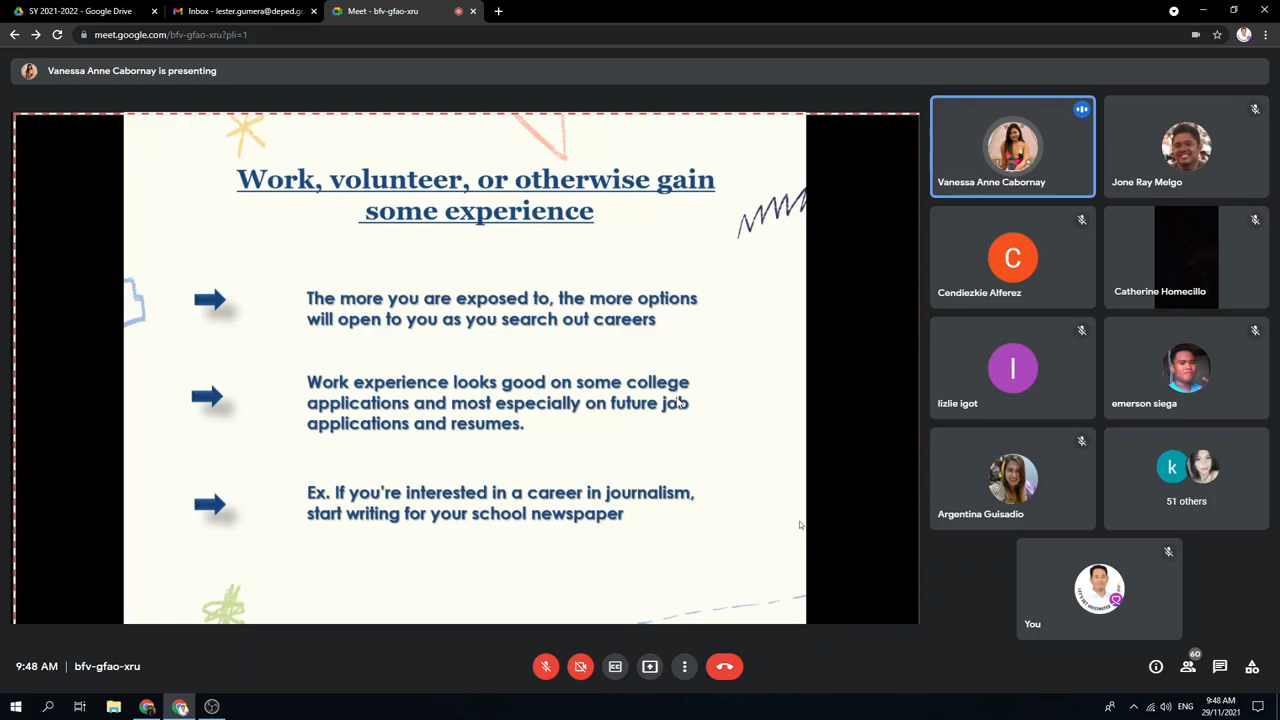 SY 2021-2022 - Google Drive
Inbox - lester.gumera@deped.go
Meet - bfv-gfao-xru
meet.google.com/bfv-gfao-xru?pli=1
Vanessa Anne Cabornay is presenting
Work, volunteer, or otherwise gain
some experience
The more you are exposed to, the more options
will open to you as you search out careers
Work experience looks good on some college
applications and most especially on future job
applications and resumes.
Ex. If you're interested in a career in journalism,
start writing for your school newspaper
Vanessa Anne Cabornay
Jone Ray Melgo
C
Cendiezkie Alferez
Catherine Homecillo
l
lizlie igot
emerson siega
Argentina Guisadio
k
51 others
LET'S GET VACCINATED
You
9:48 AM | bfv-gfao-xru
60
ENG
9:48 AM
29/11/2021